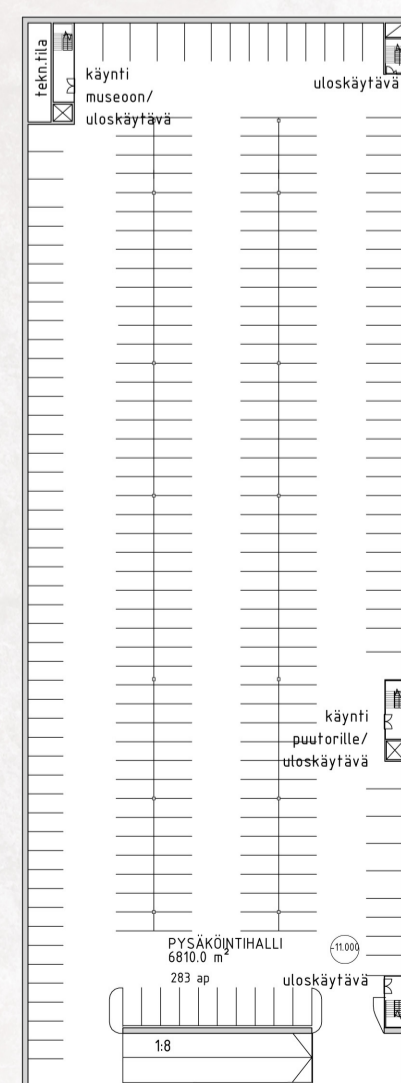 tekn.tila
käynti
museoon/
uloskäytävä
uloskäytävä
käynti
puutorille/
uloskäytävä
PYSÄKÖINTIHALLI
6810.0 m²
283 ap
-11.000
uloskäytävä
1:8